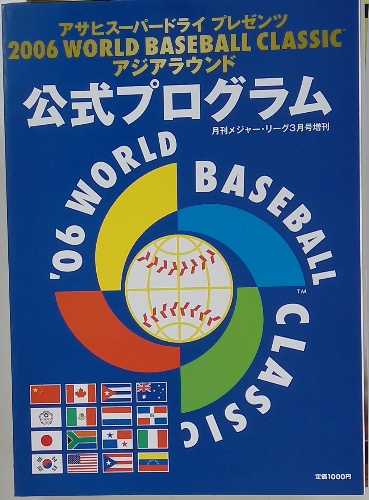 アサヒスーパードライ プレゼンツ
2006 WORLD BASEBALL CLASSIC™
アジアラウンド
公式プログラム
月刊メジャー・リーグ3月号増刊
'06 WORLD BASEBALL CLASSIC
TM
定価1000円